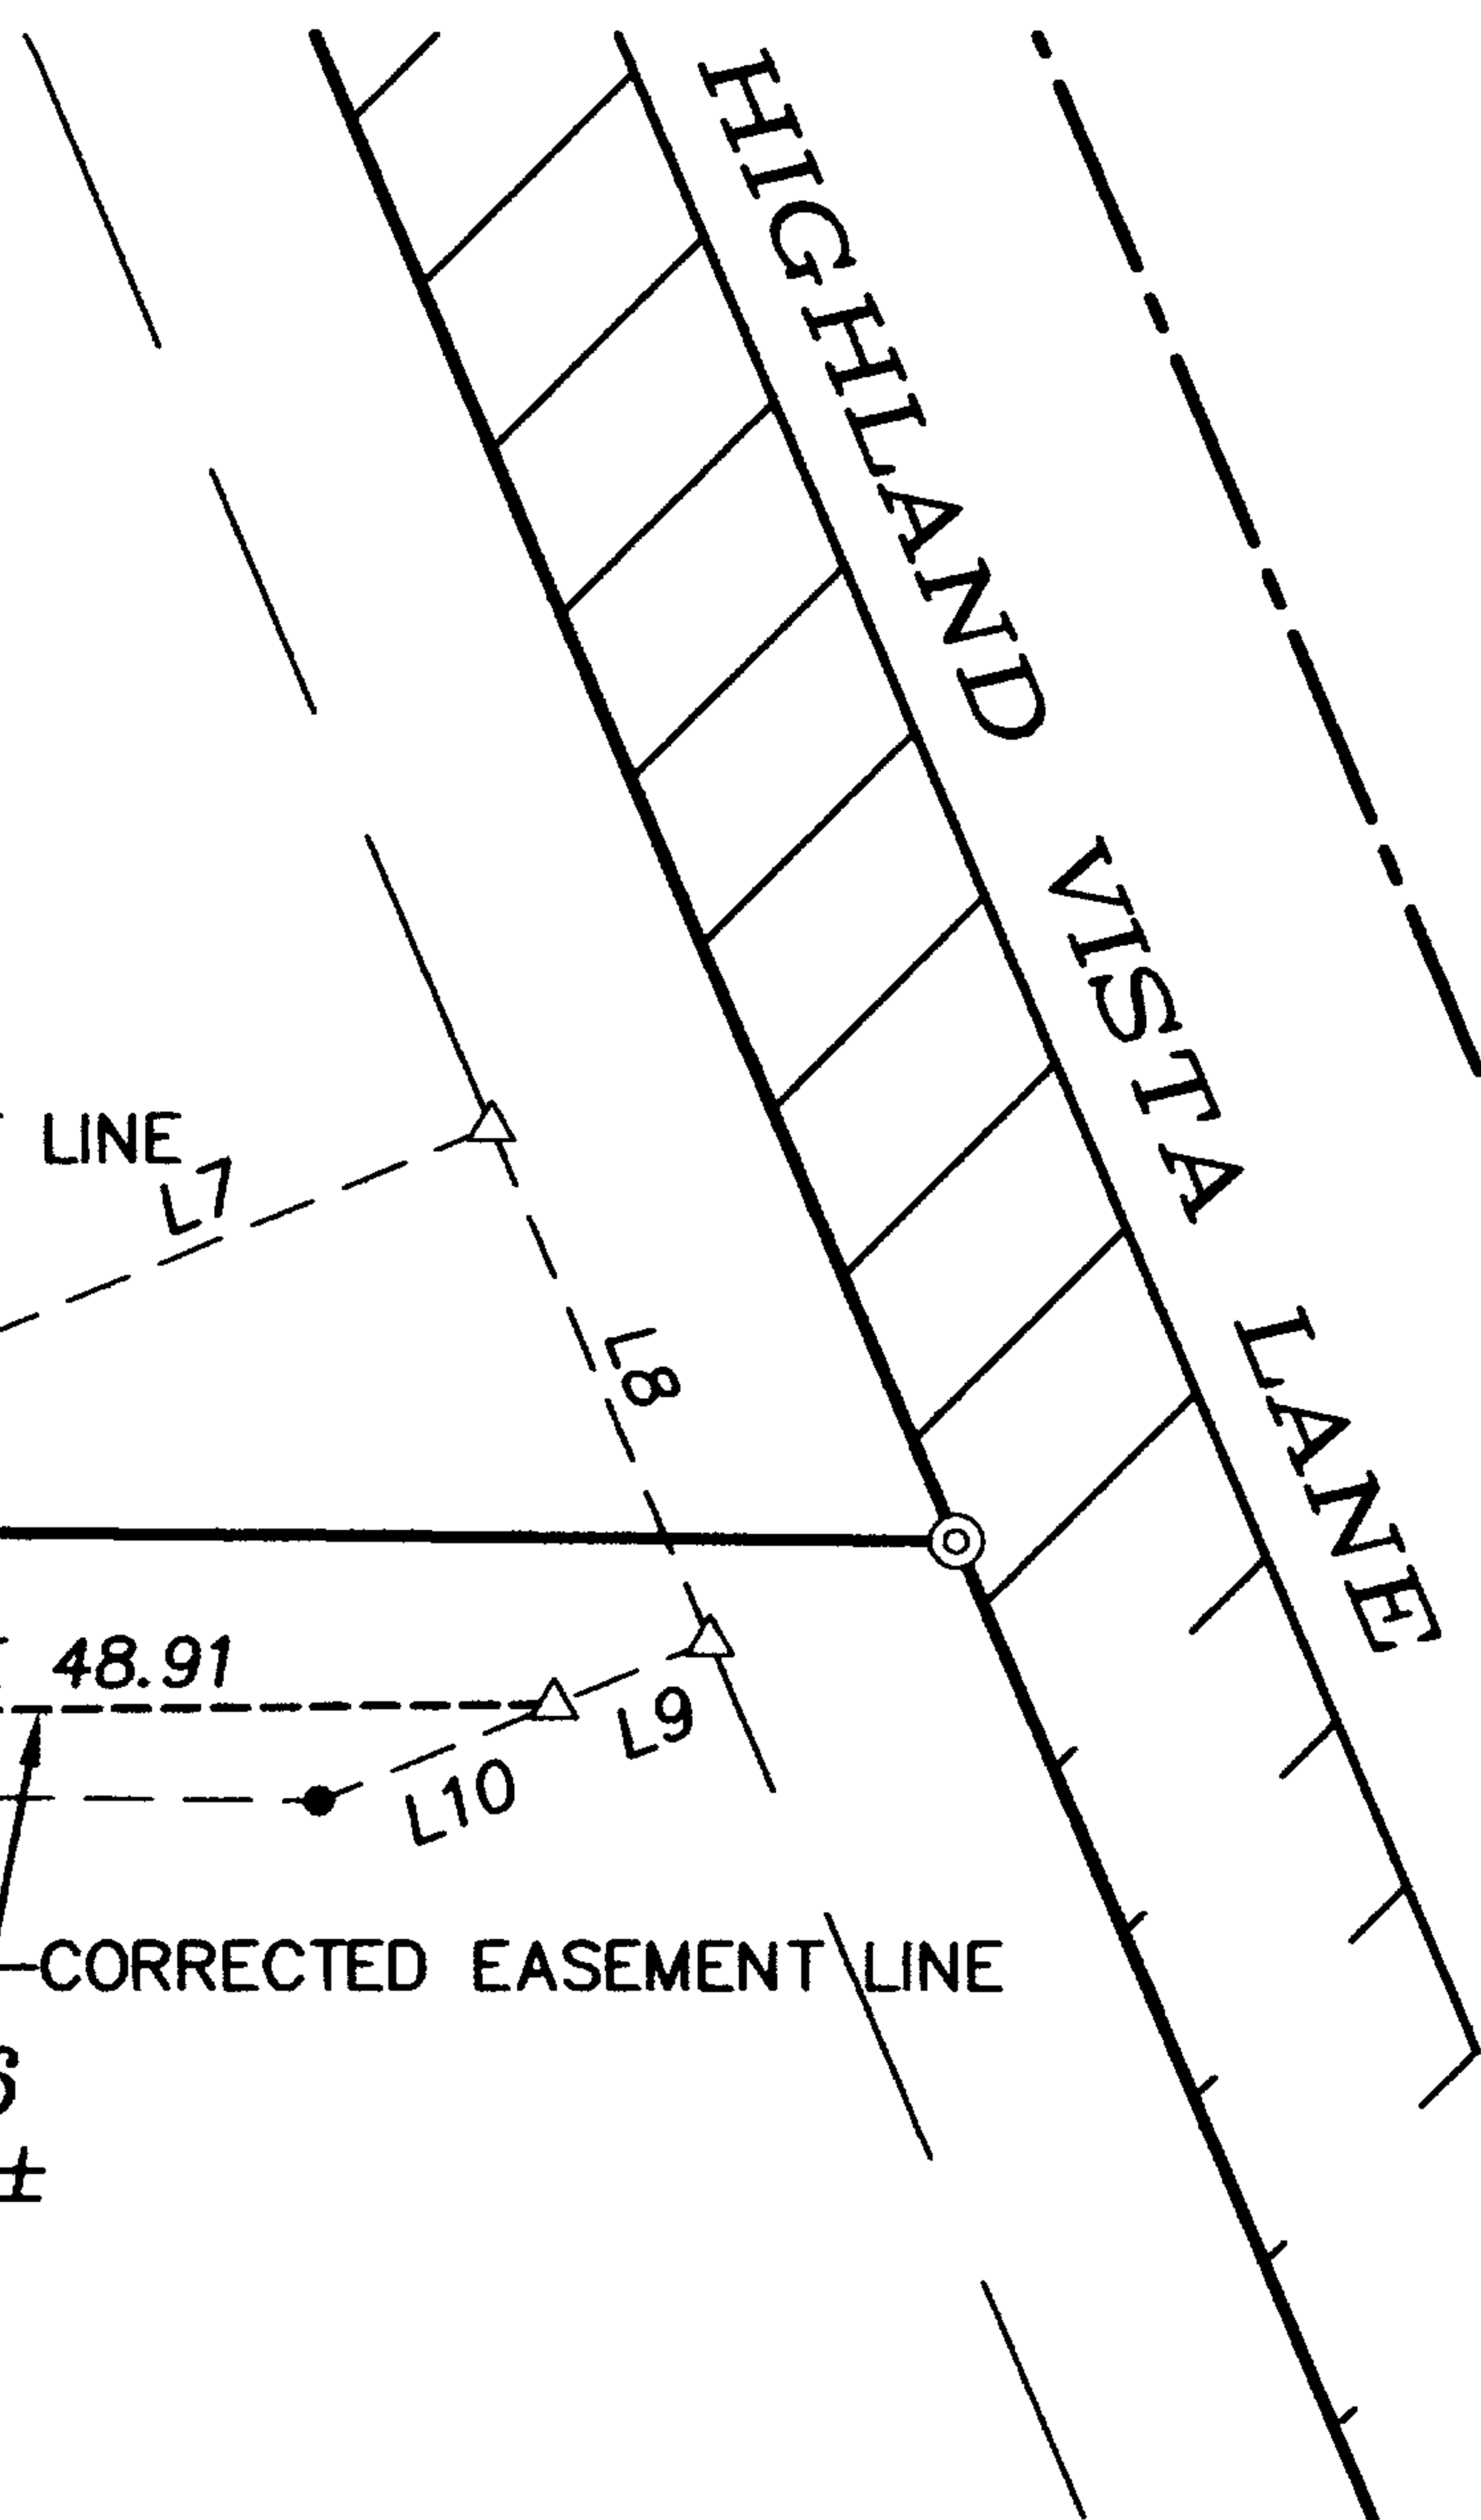 HIGHLAND VISTA LANE
LINE
L7
L8
48.91
L9
L10
CORRECTED EASEMENT LINE
±